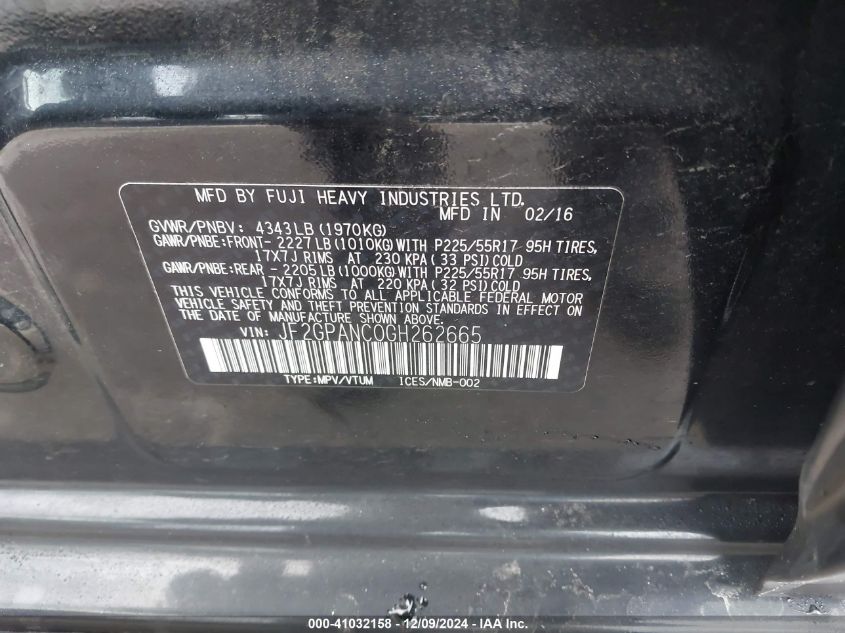 MFD BY FUJI HEAVY INDUSTRIES LTD.
MFD IN 02/16
GVWR/PNBV: 4343LB(1970KG)
GAWR/PNBE:FRONT- 2227LB(1010KG)WITH P225/55R17 95H TIRES,
17X7J RIMS AT 230 KPA(33 PSI)COLD
GAWR/PNBE:REAR - 2205LB(1000KG)WITH P225/55R17 95H TIRES,
17X7J RIMS AT 220 KPA(32 PSI)COLD
THIS VEHICLE CONFORMS TO ALL APPLICABLE FEDERAL MOTOR
VEHICLE SAFETY AND THEFT PREVENTION STANDARDS IN EFFECT ON
THE DATE OF MANUFACTURE SHOWN ABOVE.
VIN: JF2GPANC0GH262665
TYPE:MPV/VTUM ICES/NMB-002
000-41032158 - 12/09/2024 - IAA Inc.